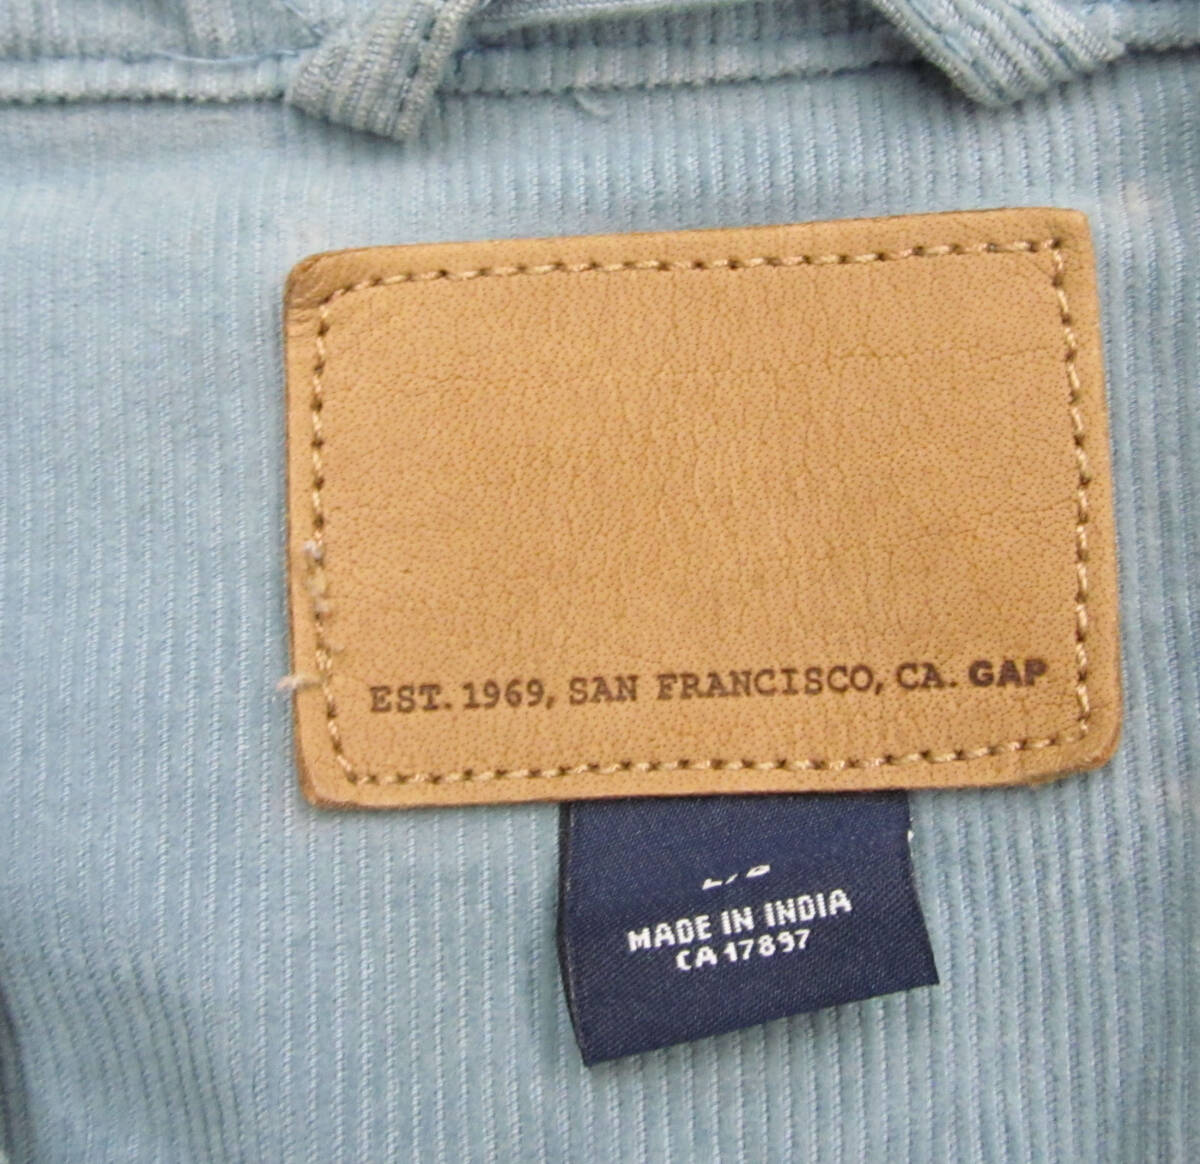 EST. 1969, SAN FRANCISCO, CA. GAP
MADE IN INDIA
CA 17897